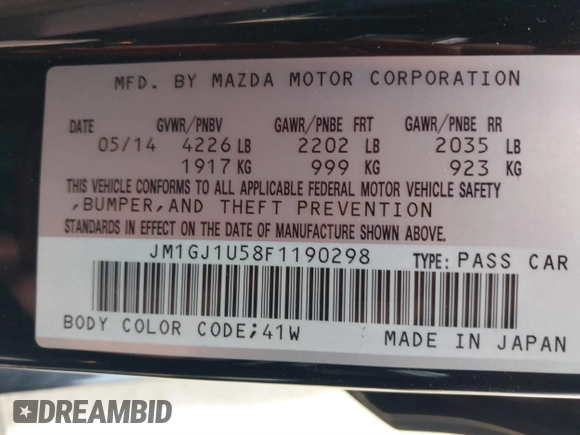 MFD. BY MAZDA MOTOR CORPORATION
DATE GVWR/PNBV GAWR/PNBE FRT GAWR/PNBE RR
05/14 4226 LB 2202 LB 2035 LB
1917 KG 999 KG 923 KG
THIS VEHICLE CONFORMS TO ALL APPLICABLE FEDERAL MOTOR VEHICLE SAFETY
,BUMPER,AND THEFT PREVENTION
STANDARDS IN EFFECT ON THE DATE OF MANUFACTURE SHOWN ABOVE.
JM1GJ1U58F1190298 TYPE: PASS CAR
BODY COLOR CODE;41W MADE IN JAPAN
DREAMBID